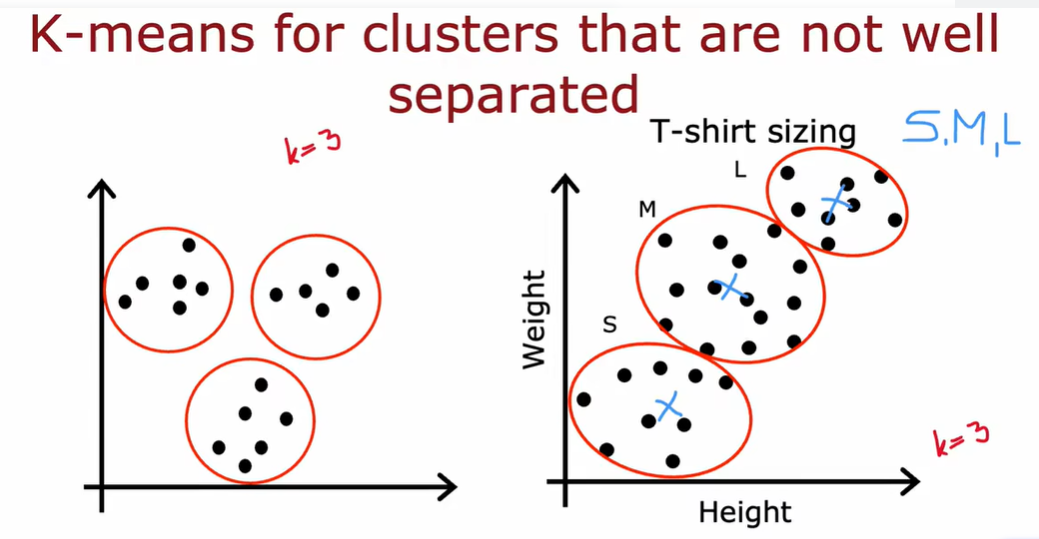 K-means for clusters that are not well
separated
k=3
T-shirt sizing
S,M,L
L
M
S
Weight
Height
k=3